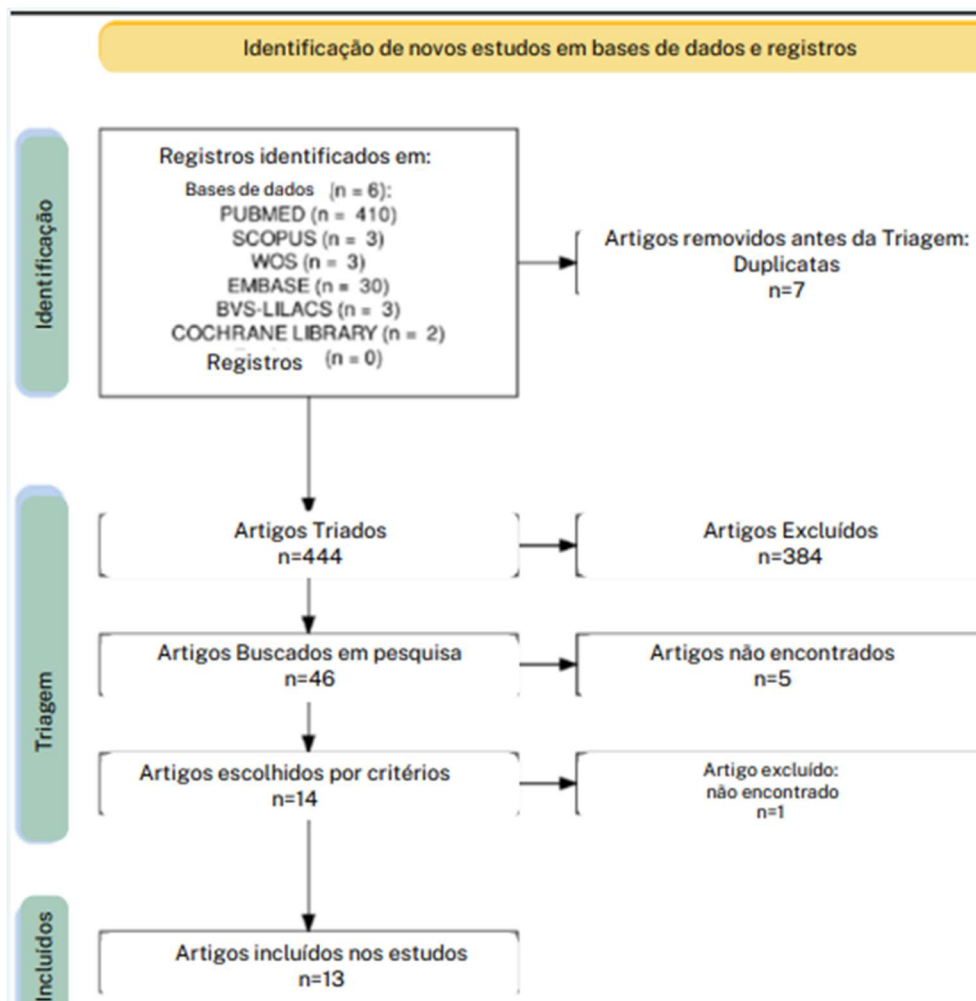 Identificação de novos estudos em bases de dados e registros
Identificação
Registros identificados em:
Bases de dados (n = 6):
PUBMED (n = 410)
SCOPUS (n = 3)
WOS (n = 3)
EMBASE (n = 30)
BVS-LILACS (n = 3)
COCHRANE LIBRARY (n = 2)
Registros (n = 0)
Artigos removidos antes da Triagem:
Duplicatas
n=7
Triagem
Artigos Triados
n=444
Artigos Excluídos
n=384
Artigos Buscados em pesquisa
n=46
Artigos não encontrados
n=5
Artigos escolhidos por critérios
n=14
Artigo excluído:
não encontrado
n=1
Incluídos
Artigos incluídos nos estudos
n=13